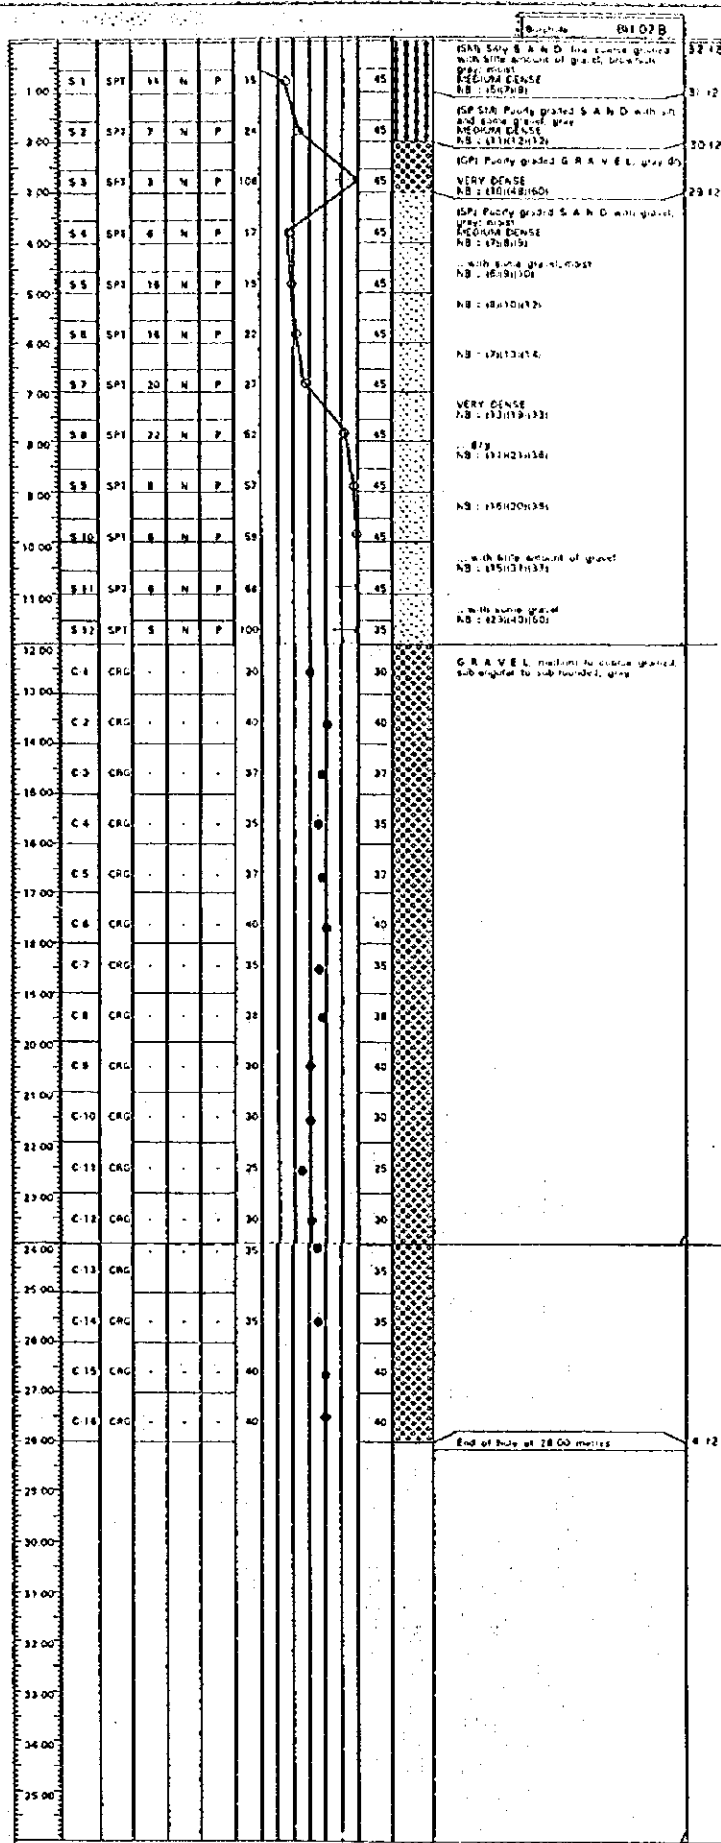 Borehole BH 02 B
(SM) Silty S A N D, fine coarse grained 32.12
with little amount of gravel, brownish
gray, moist
MEDIUM DENSE
NB : (5)(7)(8)
1.00 S-1 SPT N P 15 45 31.12
(SP-SM) Poorly graded S A N D with silt
and some gravel, gray
MEDIUM DENSE
NB : (11)(12)(12)
2.00 S-2 SPT 7 N P 24 45 30.12
(GP) Poorly graded G R A V E L, gray dry
VERY DENSE
NB : (10)(48)(60)
3.00 S-3 SPT 3 N P 108 45 29.12
(SP) Poorly graded S A N D with gravel,
gray, moist
MEDIUM DENSE
NB : (7)(8)(9)
4.00 S-4 SPT 6 N P 17 45
...with some gravel, moist
NB : (6)(9)(10)
5.00 S-5 SPT 16 N P 19 45
NB : (8)(10)(12)
6.00 S-6 SPT 16 N P 22 45
NB : (7)(13)(14)
7.00 S-7 SPT 20 N P 27 45
VERY DENSE
NB : (13)(19)(33)
8.00 S-8 SPT 22 N P 52 45
...dry
NB : (11)(21)(36)
9.00 S-9 SPT 8 N P 57 45
NB : (16)(20)(39)
10.00 S-10 SPT 6 N P 59 45
...with little amount of gravel
NB : (15)(31)(37)
11.00 S-11 SPT 6 N P 68 45
...with some gravel
NB : (23)(40)(60)
12.00 S-12 SPT 5 N P 100 35
G R A V E L, medium to coarse grained,
sub angular to sub rounded, gray
C-1 CRG - - - 30 30
13.00
C-2 CRG - - - 40 40
14.00
C-3 CRG - - - 37 37
15.00
C-4 CRG - - - 35 35
16.00
C-5 CRG - - - 37 37
17.00
C-6 CRG - - - 40 40
18.00
C-7 CRG - - - 35 35
19.00
C-8 CRG - - - 38 38
20.00
C-9 CRG - - - 30 40
21.00
C-10 CRG - - - 30 30
22.00
C-11 CRG - - - 25 25
23.00
C-12 CRG - - - 30 30
24.00
C-13 CRG - - - 35 35
25.00
C-14 CRG - - - 35 35
26.00
C-15 CRG - - - 40 40
27.00
C-16 CRG - - - 40 40
28.00 End of hole at 28.00 metres 4.12
29.00
30.00
31.00
32.00
33.00
34.00
35.00